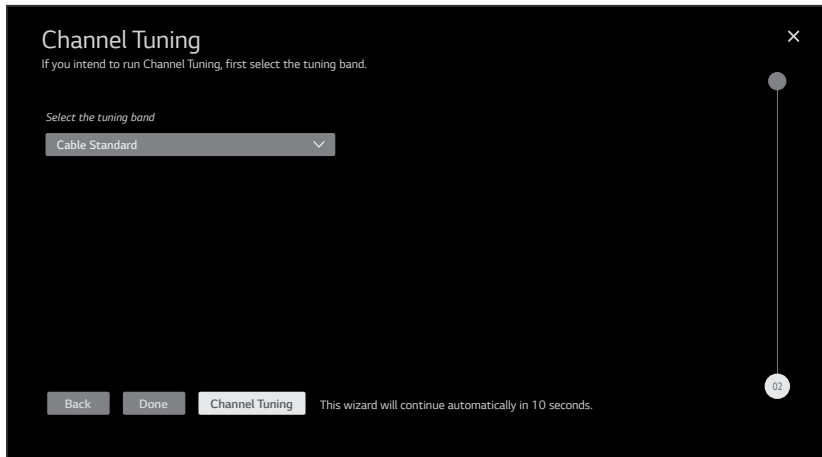 Channel Tuning
If you intend to run Channel Tuning, first select the tuning band.
Select the tuning band
Cable Standard
02
Back Done Channel Tuning This wizard will continue automatically in 10 seconds.